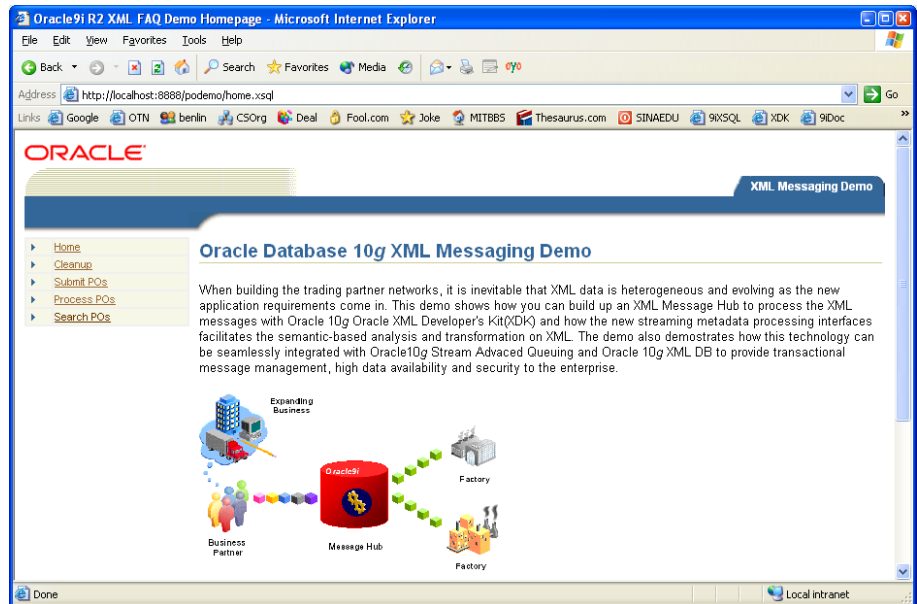 Oracle9i R2 XML FAQ Demo Homepage - Microsoft Internet Explorer
File Edit View Favorites Tools Help
Back Search Favorites Media
Address http://localhost:8888/podemo/home.xsql Go
Links Google OTN benlin CSOrg Deal Fool.com Joke MITBBS Thesaurus.com SINAEDU 9iXSQL XDK 9iDoc »
ORACLE
XML Messaging Demo
Home
Cleanup
Submit POs
Process POs
Search POs
Oracle Database 10g XML Messaging Demo
When building the trading partner networks, it is inevitable that XML data is heterogeneous and evolving as the new
application requirements come in. This demo shows how you can build up an XML Message Hub to process the XML
messages with Oracle 10g Oracle XML Developer's Kit(XDK) and how the new streaming metadata processing interfaces
facilitates the semantic-based analysis and transformation on XML. The demo also demostrates how this technology can
be seamlessly integrated with Oracle10g Stream Advaced Queuing and Oracle 10g XML DB to provide transactional
message management, high data availability and security to the enterprise.
Expanding
Business
Oracle9i
Factory
Business
Partner
Message Hub
Factory
Done
Local intranet